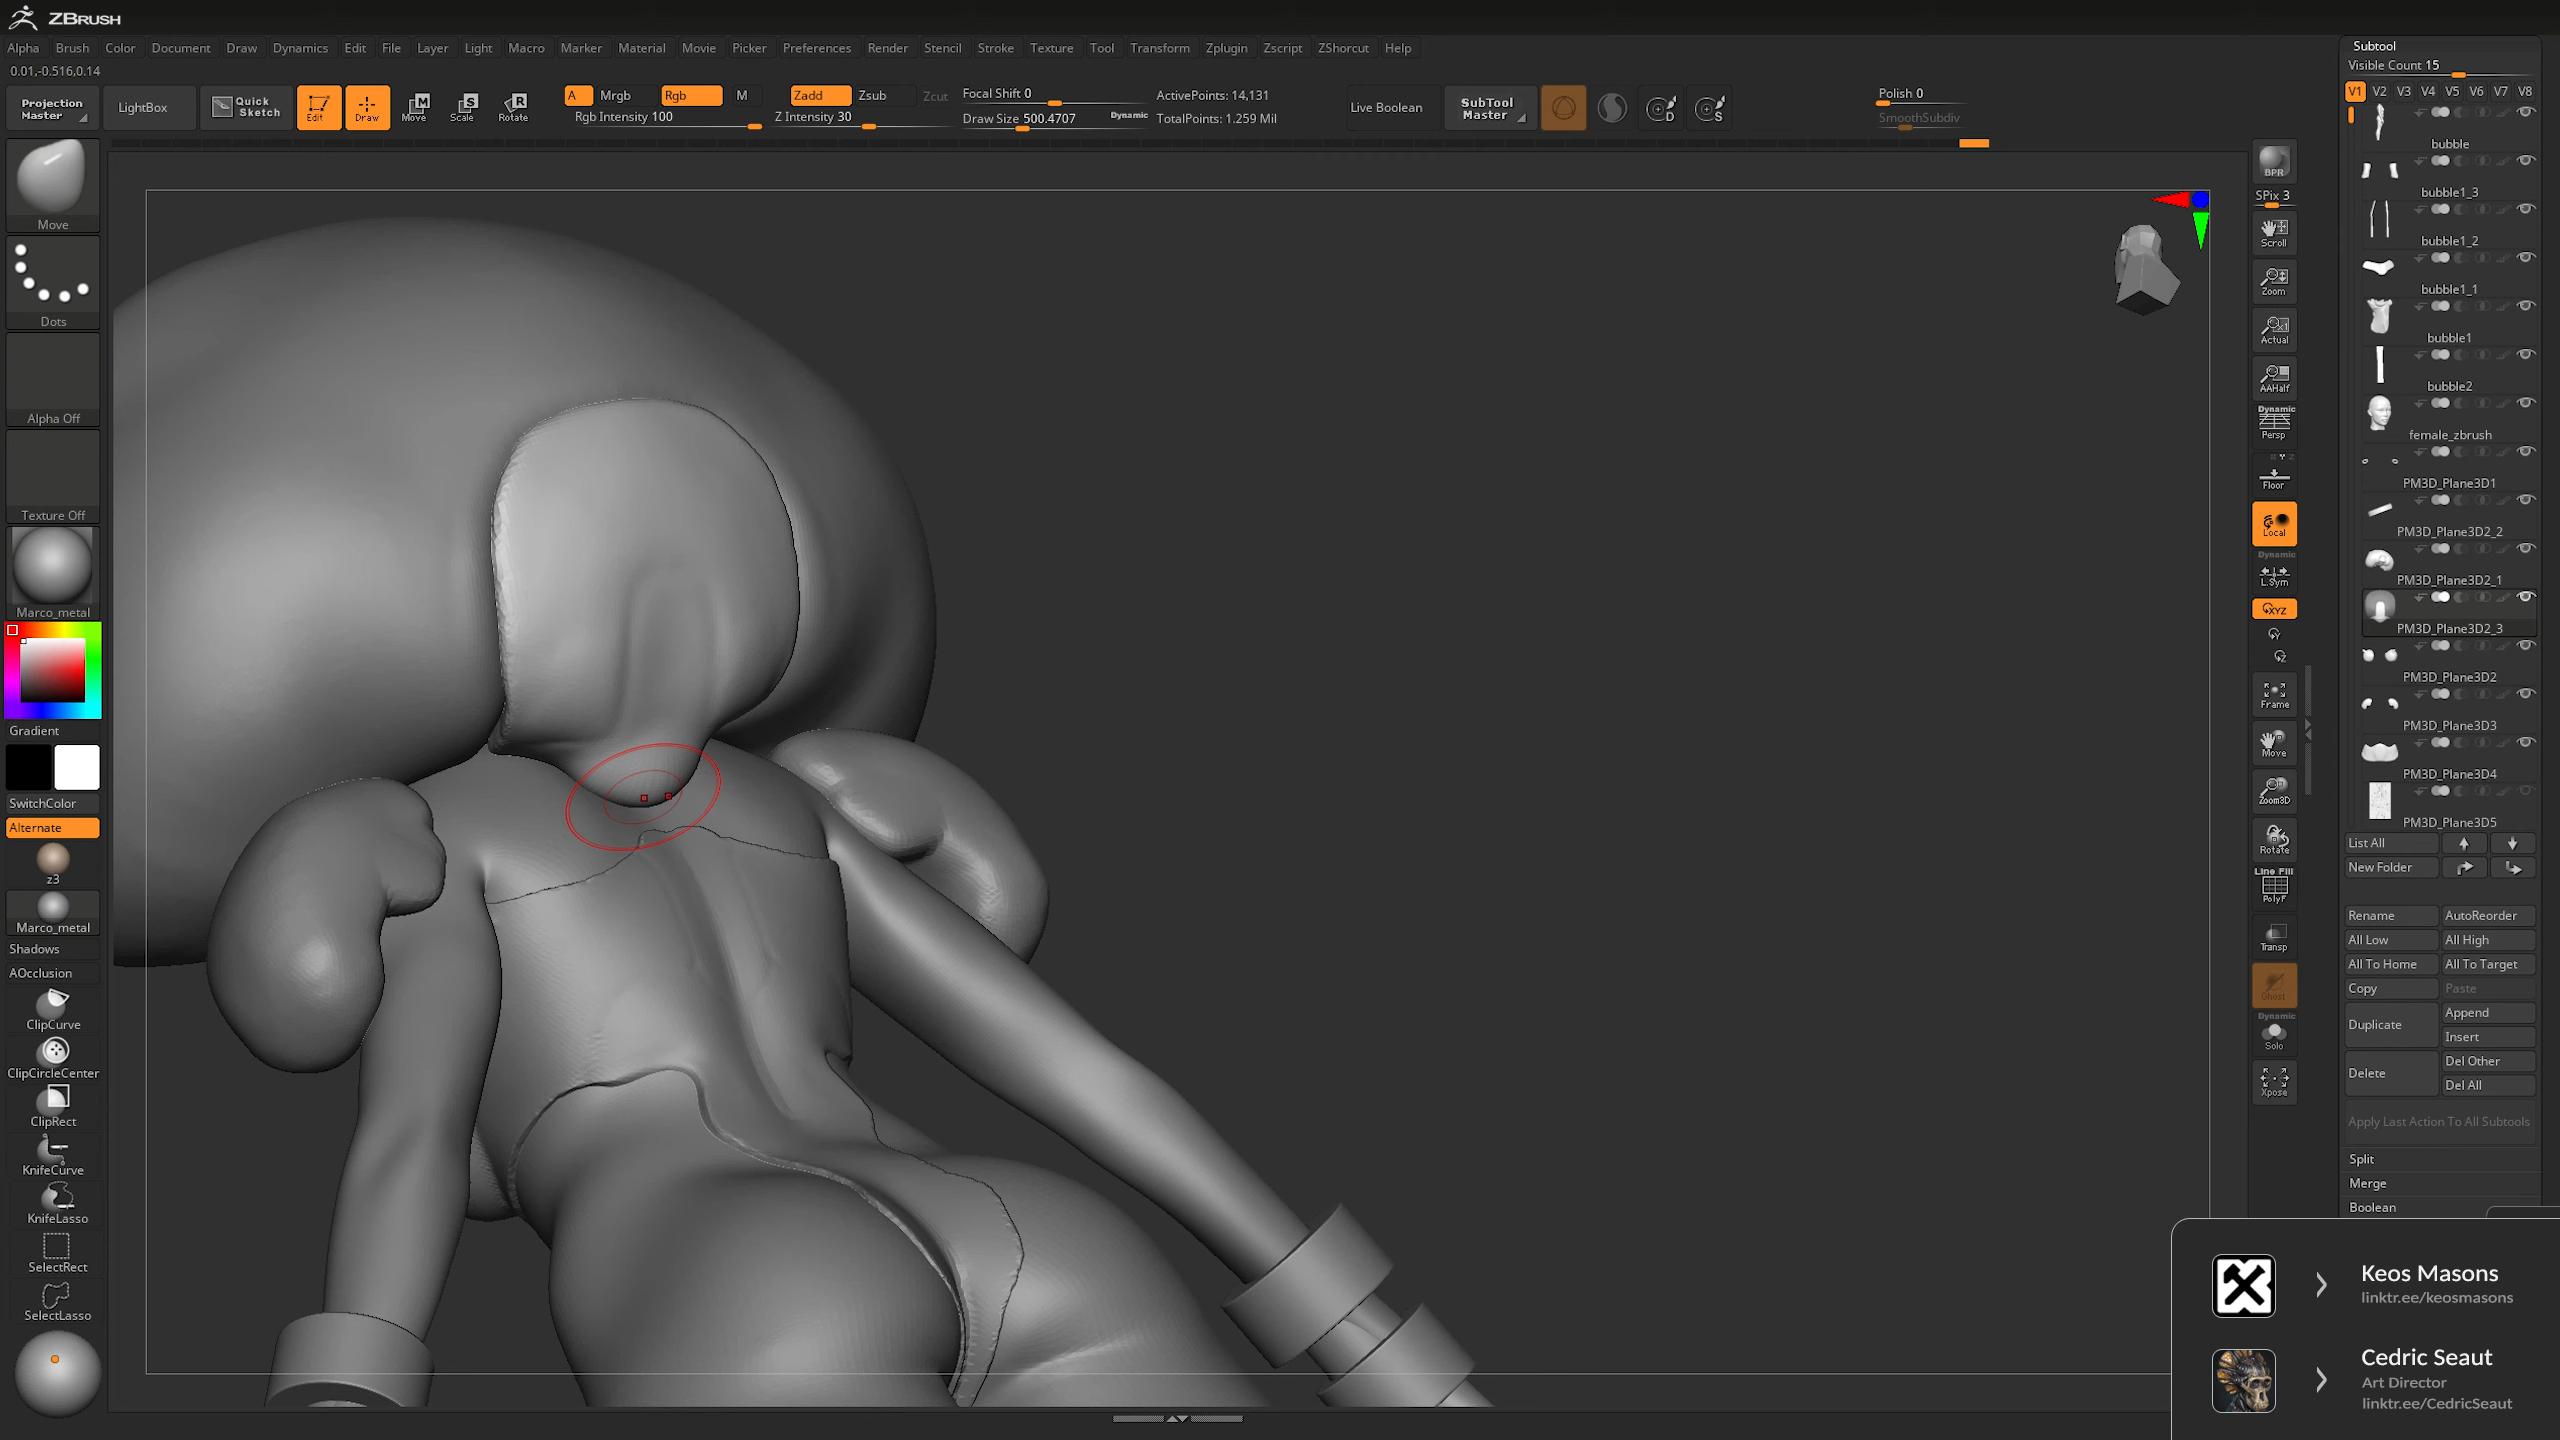 ZBRUSH
Alpha Brush Color Document Draw Dynamics Edit File Layer Light Macro Marker Material Movie Picker Preferences Render Stencil Stroke Texture Tool Transform Zplugin Zscript ZShorcut Help
0.01,-0.516,0.14
Projection Master
LightBox
Quick Sketch
Edit
Draw
Move
Scale
Rotate
A Mrgb Rgb M
Rgb Intensity 100
Zadd Zsub Zcut
Z Intensity 30
Focal Shift 0
Draw Size 500.4707
Dynamic
ActivePoints: 14,131
TotalPoints: 1.259 Mil
Live Boolean
SubTool Master
D
S
Polish 0
SmoothSubdiv
Move
Dots
Alpha Off
Texture Off
Marco_metal
Gradient
SwitchColor
Alternate
z3
Marco_metal
Shadows
AOcclusion
ClipCurve
ClipCircleCenter
ClipRect
KnifeCurve
KnifeLasso
SelectRect
SelectLasso
BPR
SPix 3
Scroll
Zoom
Actual
AAHalf
Dynamic
Persp
Floor
Local
Dynamic
L.Sym
XYZ
Y
Z
Frame
Move
Zoom3D
Rotate
Line Fill
PolyF
Transp
Ghost
Dynamic
Solo
Xpose
Subtool
Visible Count 15
V1 V2 V3 V4 V5 V6 V7 V8
bubble
bubble1_3
bubble1_2
bubble1_1
bubble1
bubble2
female_zbrush
PM3D_Plane3D1
PM3D_Plane3D2_2
PM3D_Plane3D2_1
PM3D_Plane3D2_3
PM3D_Plane3D2
PM3D_Plane3D3
PM3D_Plane3D4
PM3D_Plane3D5
List All
New Folder
Rename AutoReorder
All Low All High
All To Home All To Target
Copy Paste
Duplicate Append
Insert
Delete Del Other
Del All
Apply Last Action To All Subtools
Split
Merge
Boolean
Keos Masons
linktr.ee/keosmasons
Cedric Seaut
Art Director
linktr.ee/CedricSeaut